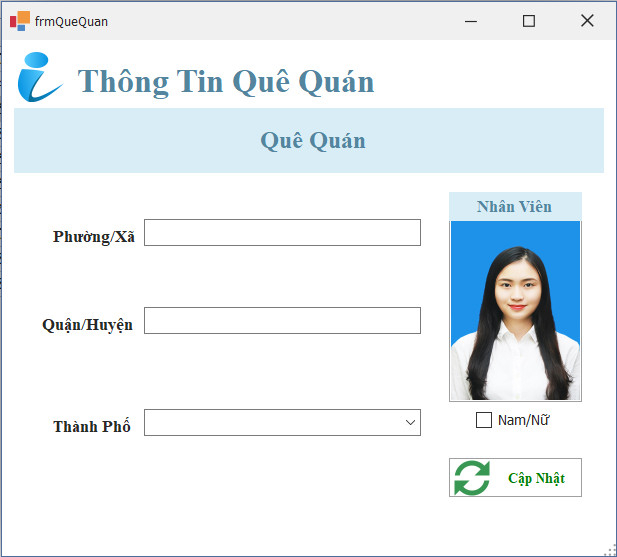 frmQueQuan
Thông Tin Quê Quán
Quê Quán
Nhân Viên
Phường/Xã
Quận/Huyện
Thành Phố
Nam/Nữ
Cập Nhật